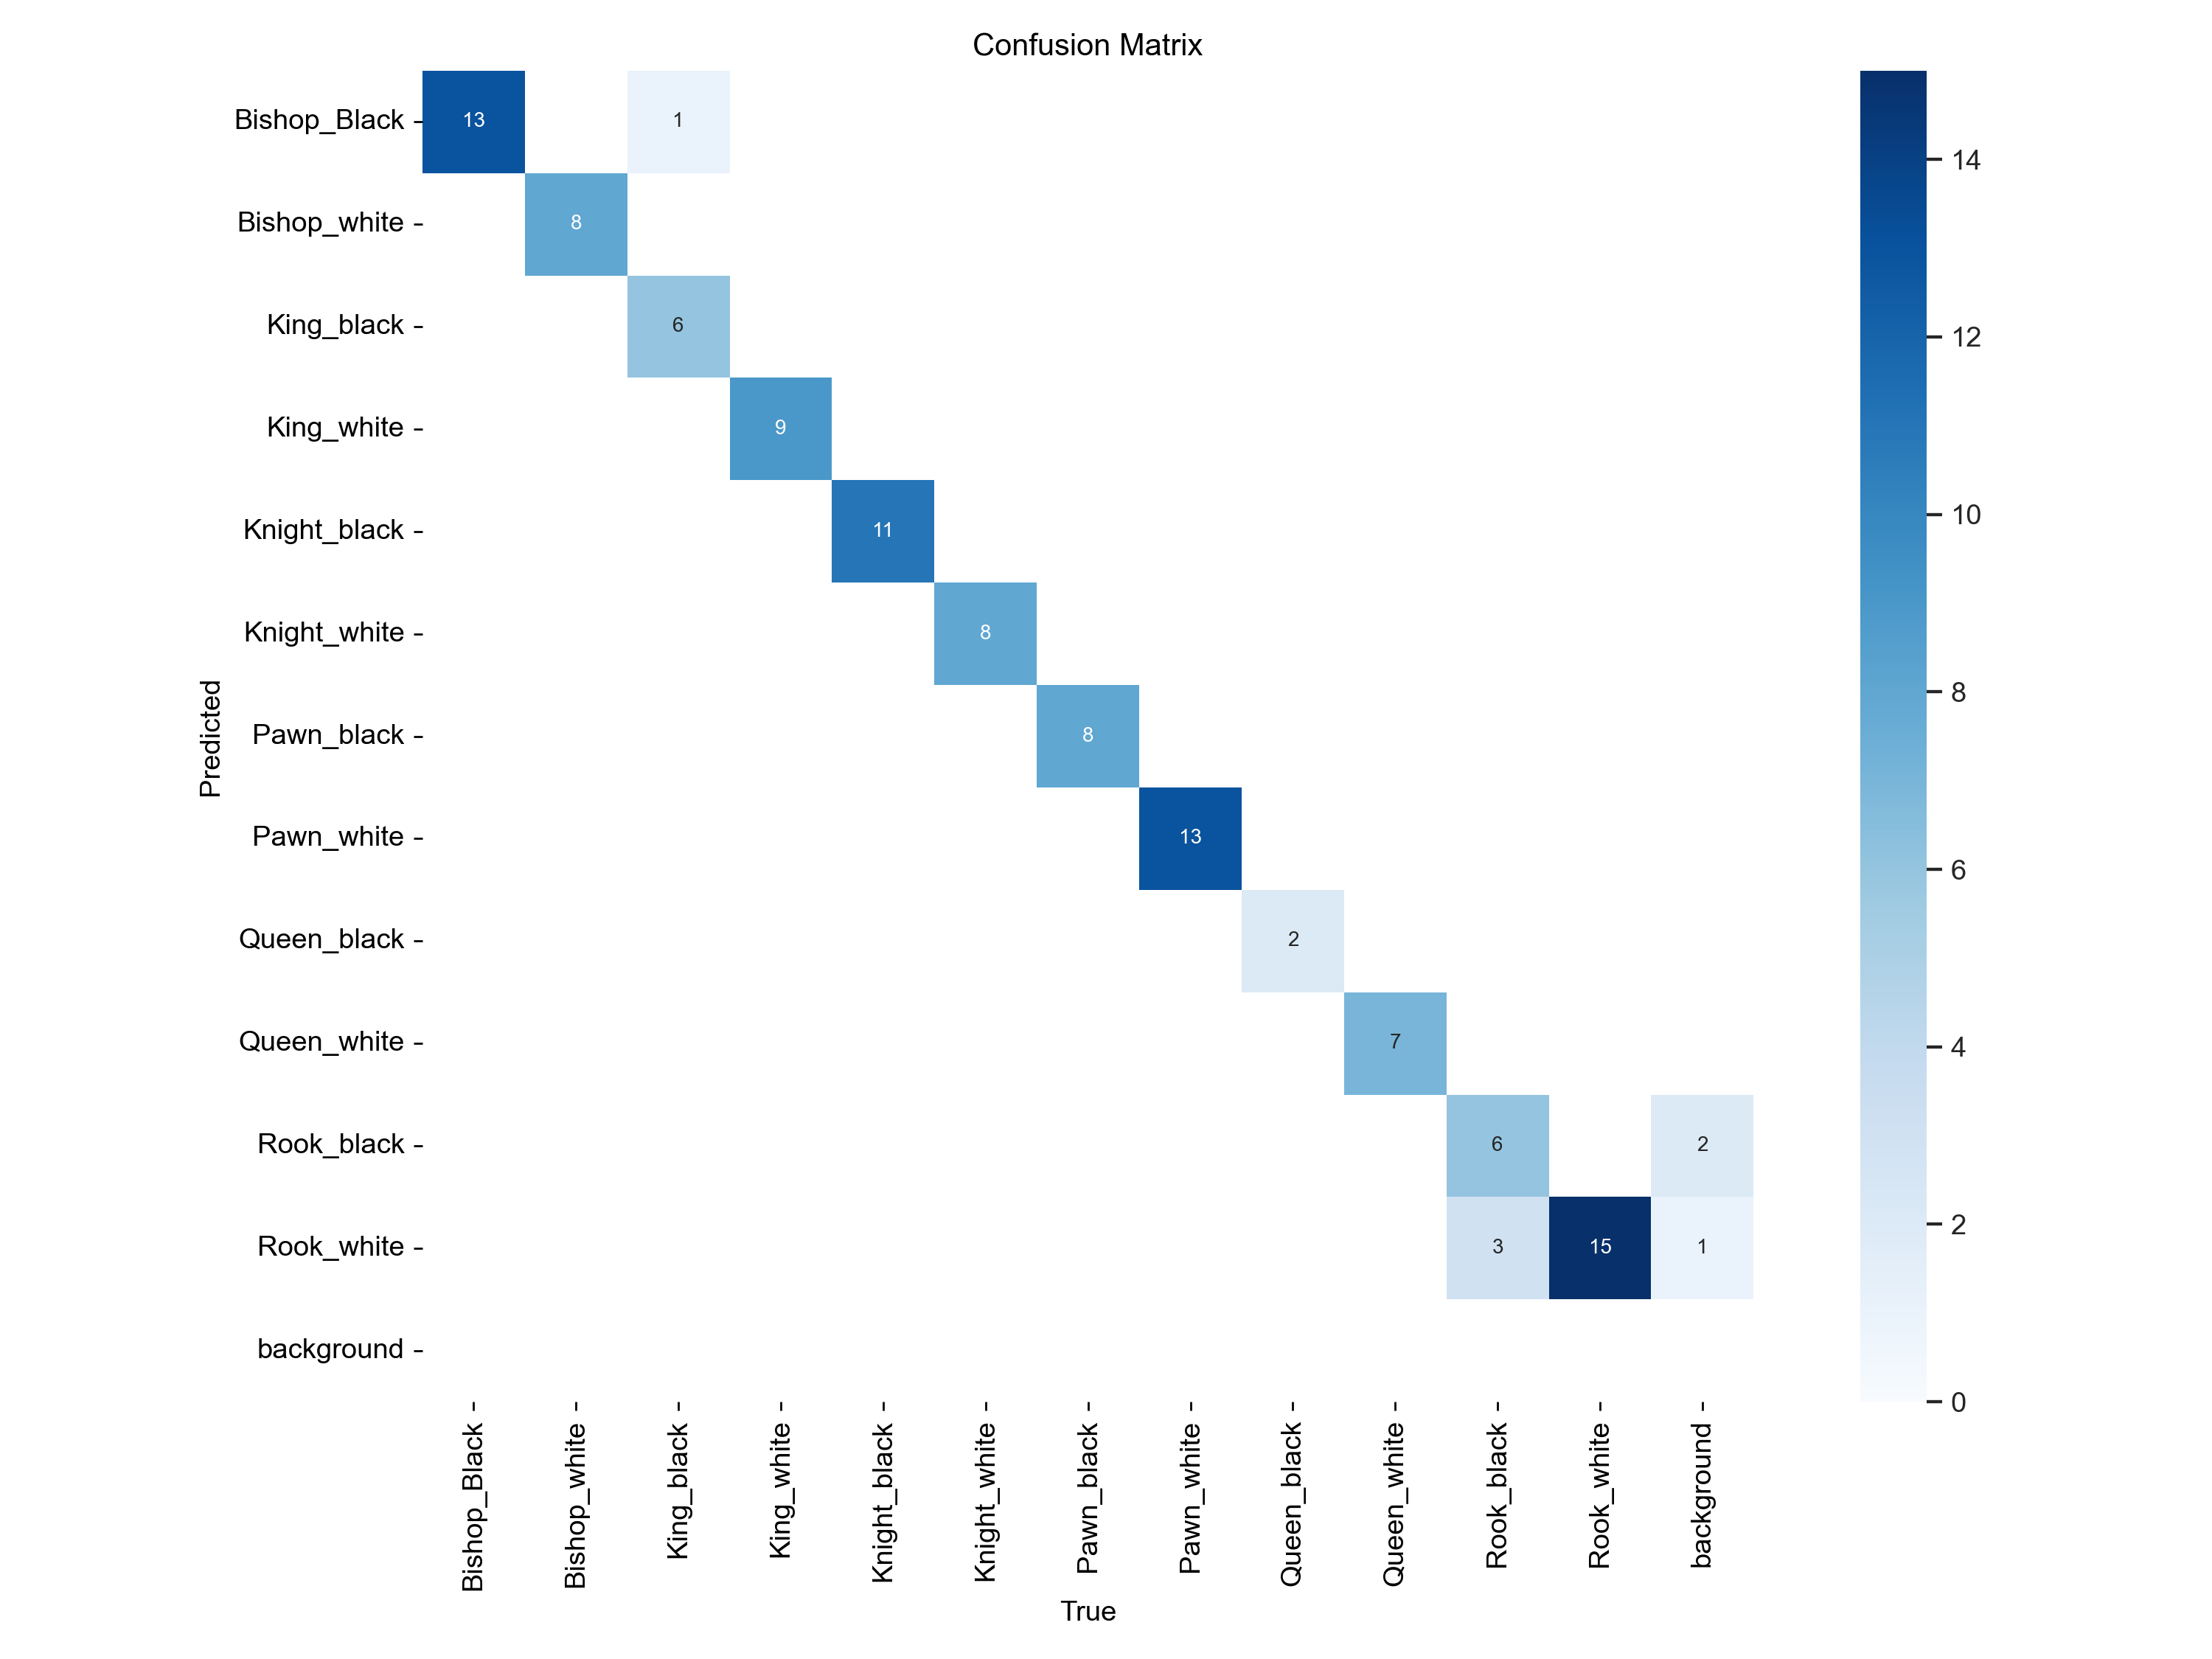 Confusion Matrix
Bishop_Black
13
1
14
Bishop_white
8
12
King_black
6
King_white
9
10
Knight_black
11
Knight_white
8
8
Predicted
Pawn_black
8
Pawn_white
13
6
Queen_black
2
Queen_white
7
4
Rook_black
6
2
2
Rook_white
3
15
1
background
0
Bishop_Black
Bishop_white
King_black
King_white
Knight_black
Knight_white
Pawn_black
Pawn_white
Queen_black
Queen_white
Rook_black
Rook_white
background
True